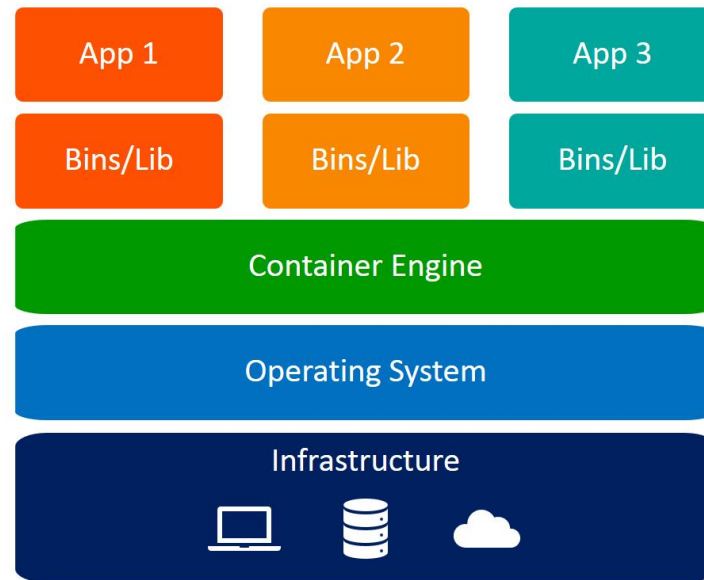 App 1
App 2
App 3
Bins/Lib
Bins/Lib
Bins/Lib
Container Engine
Operating System
Infrastructure